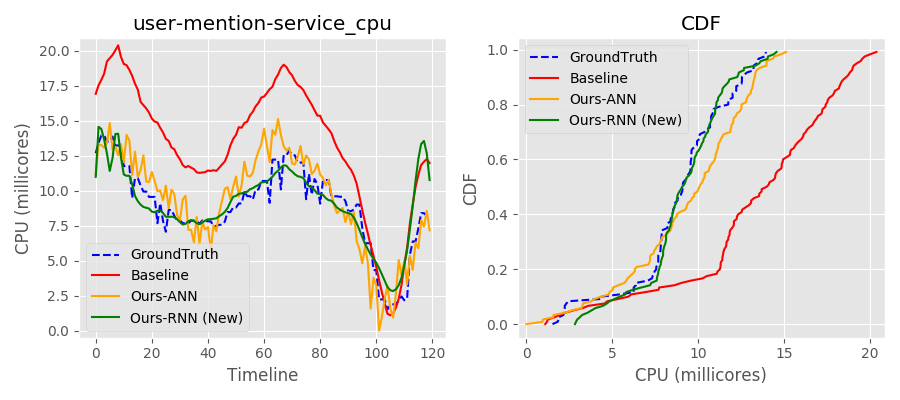 user-mention-service_cpu
20.0
17.5
15.0
12.5
10.0
7.5
5.0
2.5
0.0
CPU (millicores)
GroundTruth
Baseline
Ours-ANN
Ours-RNN (New)
0 20 40 60 80 100 120
Timeline
CDF
1.0
0.8
0.6
0.4
0.2
0.0
CDF
GroundTruth
Baseline
Ours-ANN
Ours-RNN (New)
0 5 10 15 20
CPU (millicores)